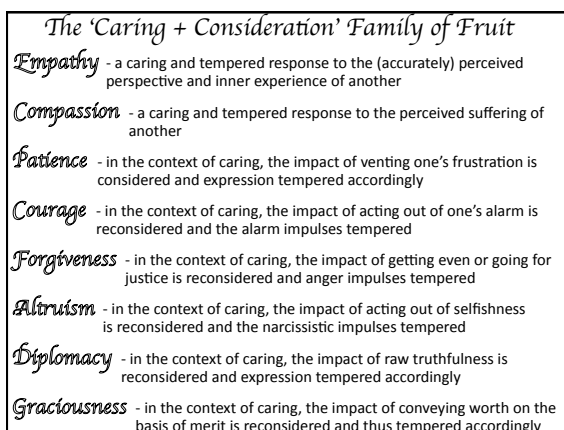 The 'Caring + Consideration' Family of Fruit
Empathy - a caring and tempered response to the (accurately) perceived
perspective and inner experience of another
Compassion - a caring and tempered response to the perceived suffering of
another
Patience - in the context of caring, the impact of venting one's frustration is
considered and expression tempered accordingly
Courage - in the context of caring, the impact of acting out of one's alarm is
reconsidered and the alarm impulses tempered
Forgiveness - in the context of caring, the impact of getting even or going for
justice is reconsidered and anger impulses tempered
Altruism - in the context of caring, the impact of acting out of selfishness
is reconsidered and the narcissistic impulses tempered
Diplomacy - in the context of caring, the impact of raw truthfulness is
reconsidered and expression tempered accordingly
Graciousness - in the context of caring, the impact of conveying worth on the
basis of merit is reconsidered and thus tempered accordingly